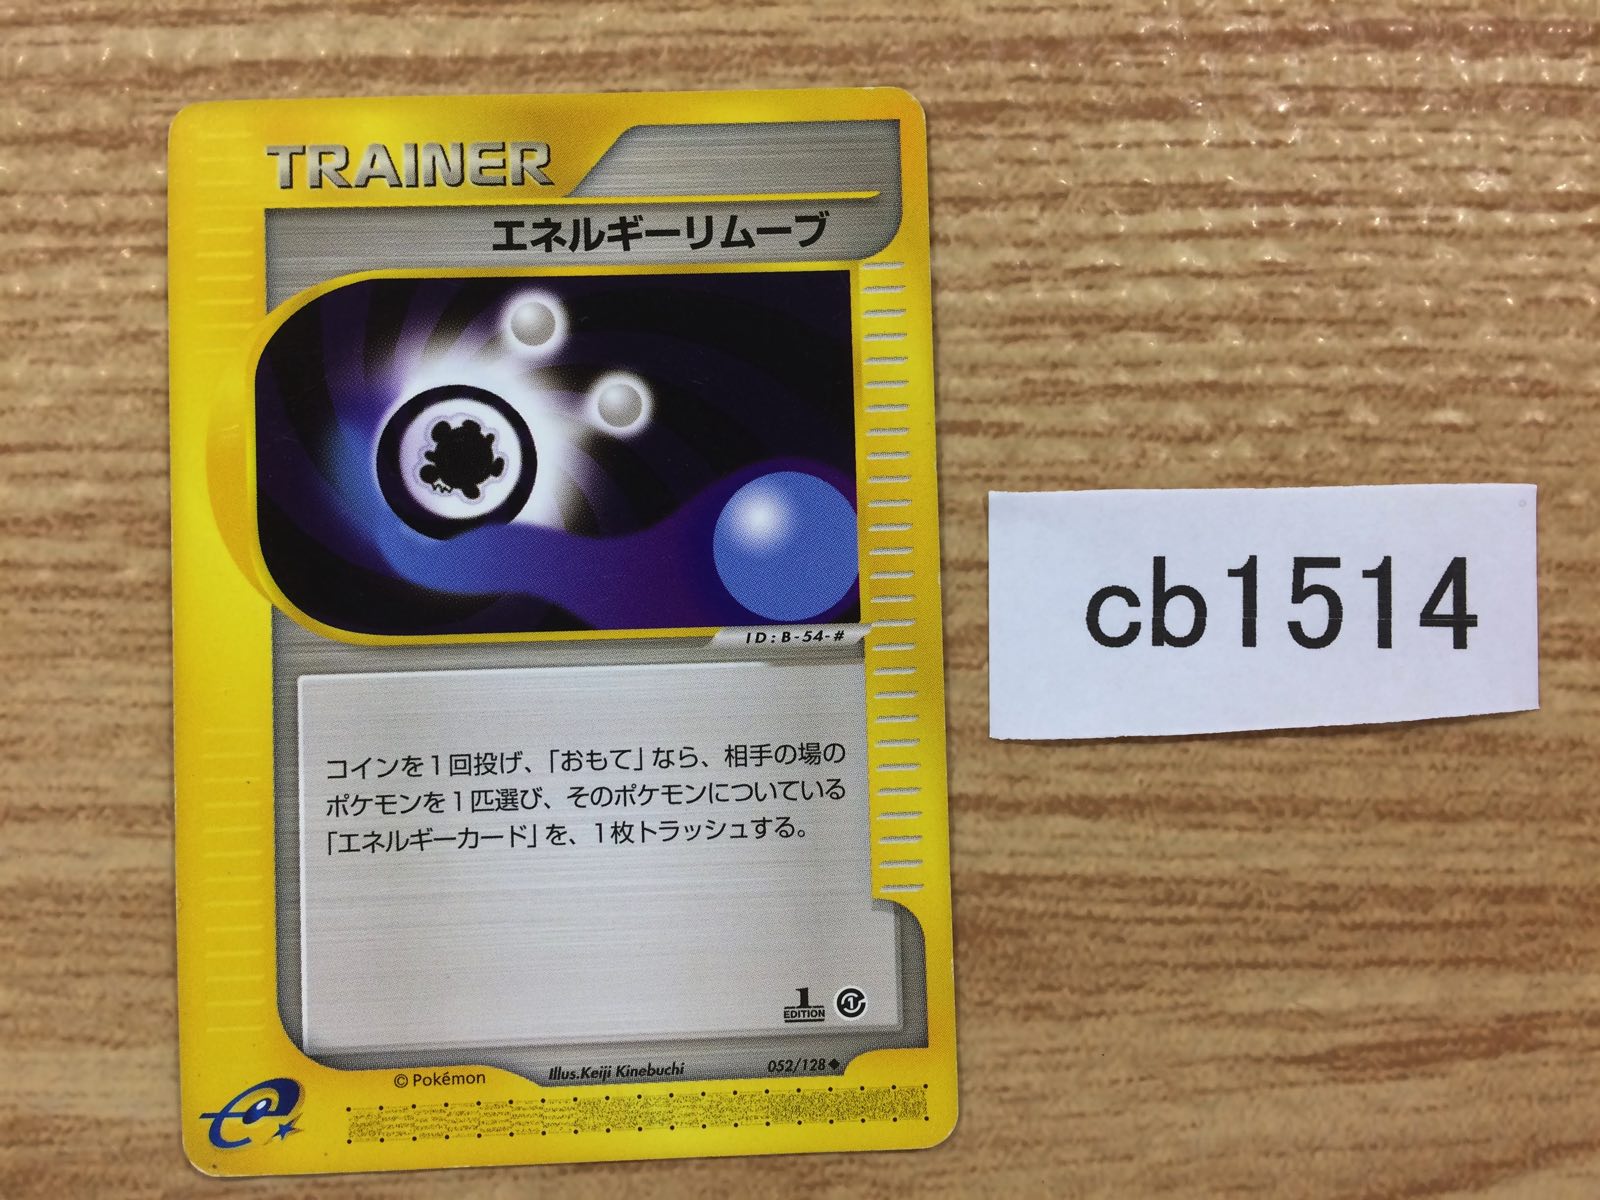 TRAINER
エネルギーリムーブ
ID:B-54-#
コインを1回投げ、「おもて」なら、相手の場の
ポケモンを1匹選び、そのポケモンについている
「エネルギーカード」を、1枚トラッシュする。
1
EDITION
©Pokémon
Illus.Keiji Kinebuchi
052/128◆
e
cb1514